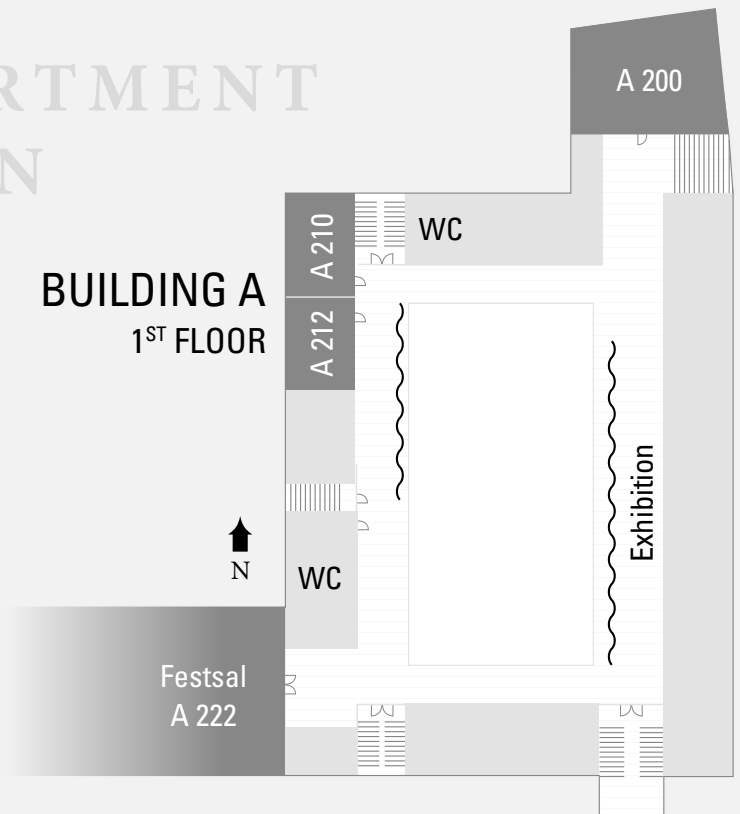 RTMENT
N
A 200
A 210
WC
BUILDING A
1ST FLOOR
A 212
Exhibition
N
WC
Festsal
A 222